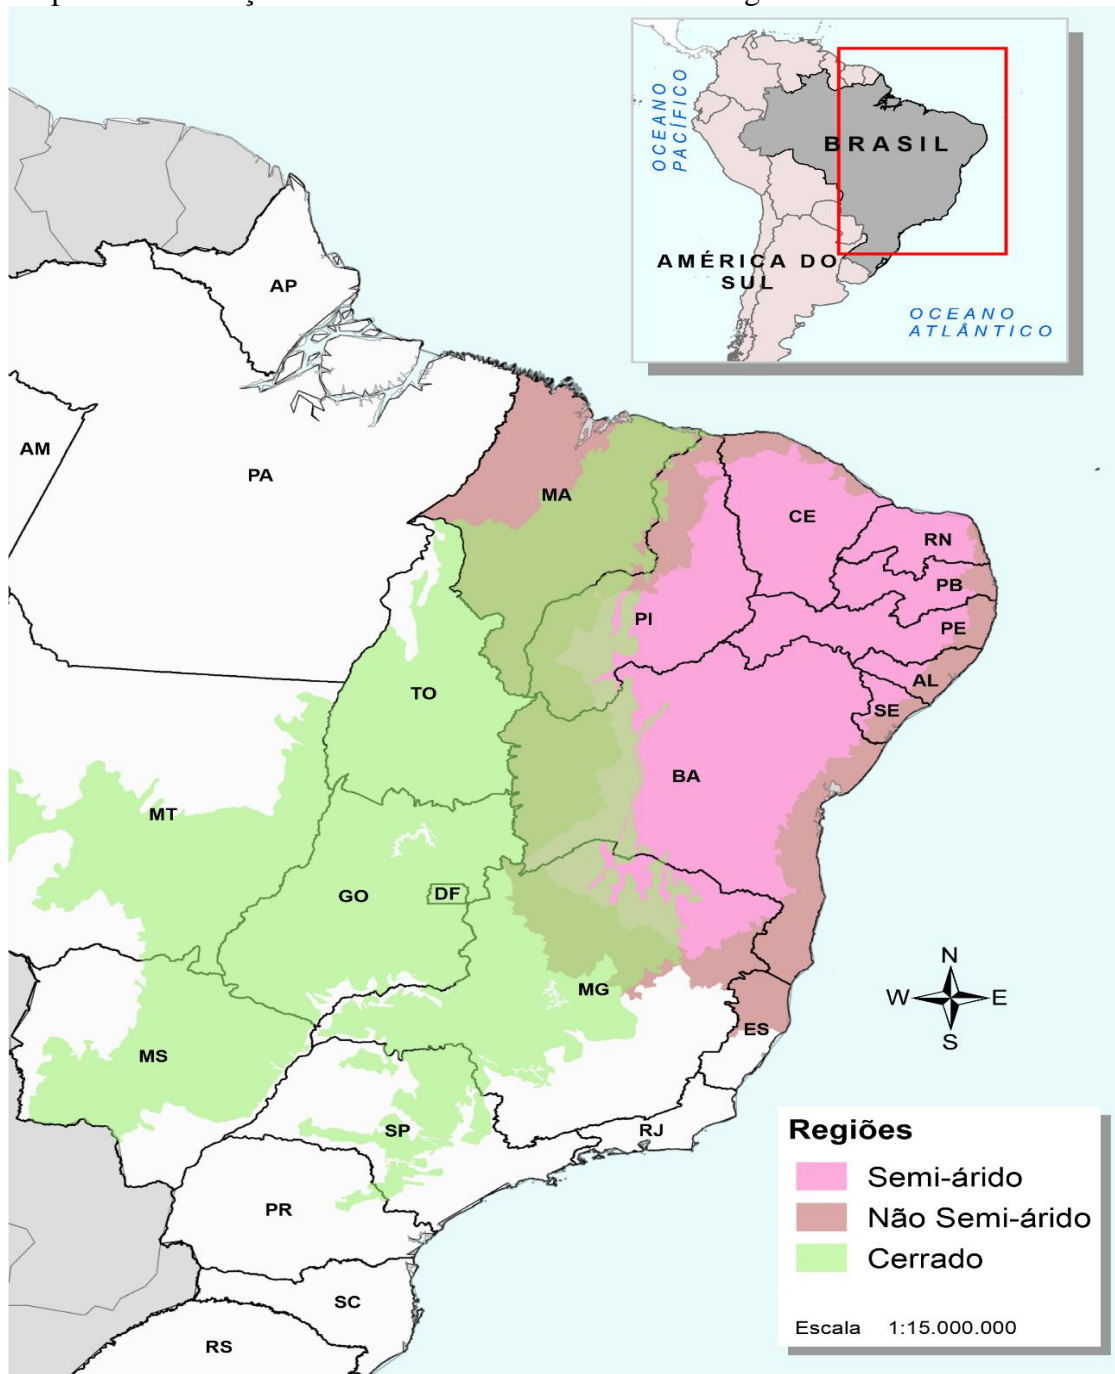 OCEANO
PACÍFICO
BRASIL
AMÉRICA DO
SUL
OCEANO
ATLÂNTICO
AP
AM
PA
MA
CE
RN
PB
PI
PE
AL
TO
SE
BA
MT
GO
DF
MG
N
W
E
S
ES
MS
SP
RJ
PR
SC
RS
Regiões
Semi-árido
Não Semi-árido
Cerrado
Escala 1:15.000.000